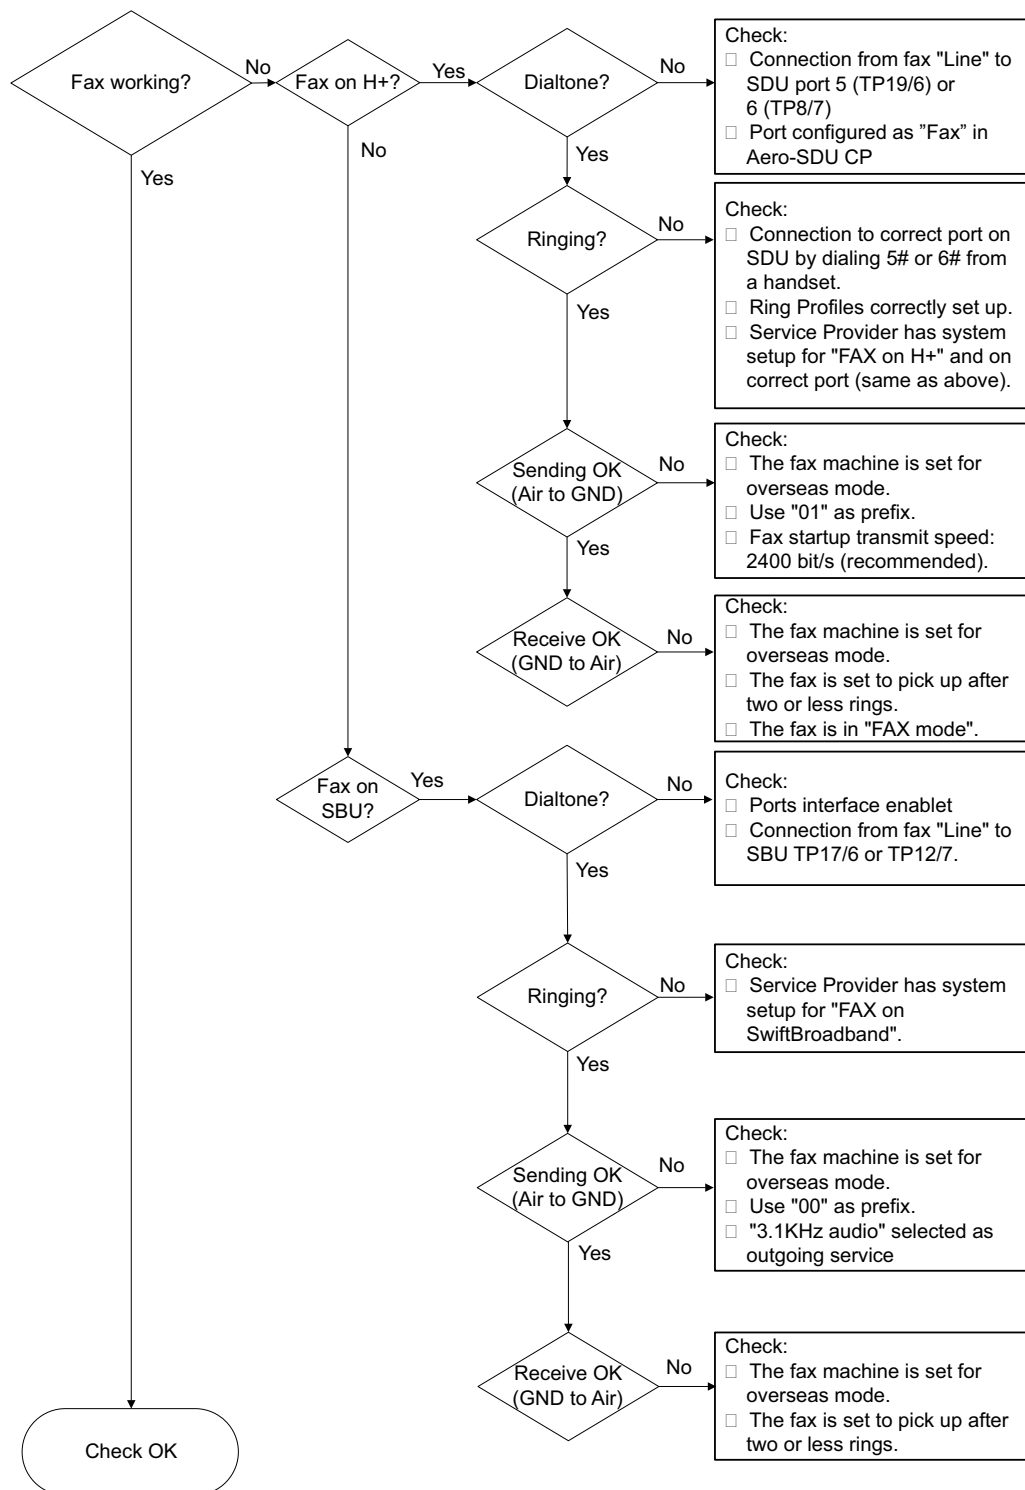 Fax working?
No
Fax on H+?
Yes
Dialtone?
No
Check:
□ Connection from fax "Line" to
SDU port 5 (TP19/6) or
6 (TP8/7)
□ Port configured as ”Fax” in
Aero-SDU CP
Yes
No
Yes
Ringing?
No
Check:
□ Connection to correct port on
SDU by dialing 5# or 6# from
a handset.
□ Ring Profiles correctly set up.
□ Service Provider has system
setup for "FAX on H+" and on
correct port (same as above).
Yes
Sending OK
(Air to GND)
No
Check:
□ The fax machine is set for
overseas mode.
□ Use "01" as prefix.
□ Fax startup transmit speed:
2400 bit/s (recommended).
Yes
Receive OK
(GND to Air)
No
Check:
□ The fax machine is set for
overseas mode.
□ The fax is set to pick up after
two or less rings.
□ The fax is in "FAX mode".
Fax on
SBU?
Yes
Dialtone?
No
Check:
□ Ports interface enablet
□ Connection from fax "Line" to
SBU TP17/6 or TP12/7.
Yes
Ringing?
No
Check:
□ Service Provider has system
setup for "FAX on
SwiftBroadband".
Yes
Sending OK
(Air to GND)
No
Check:
□ The fax machine is set for
overseas mode.
□ Use "00" as prefix.
□ "3.1KHz audio" selected as
outgoing service
Yes
Receive OK
(GND to Air)
No
Check:
□ The fax machine is set for
overseas mode.
□ The fax is set to pick up after
two or less rings.
Check OK